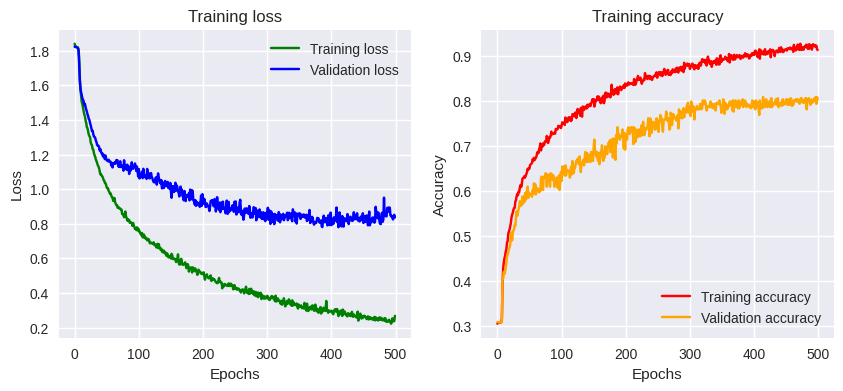 Training loss
1.8
1.6
1.4
1.2
1.0
0.8
0.6
0.4
0.2
Loss
0 100 200 300 400 500
Epochs
Training loss
Validation loss
Training accuracy
0.9
0.8
0.7
0.6
0.5
0.4
0.3
Accuracy
0 100 200 300 400 500
Epochs
Training accuracy
Validation accuracy